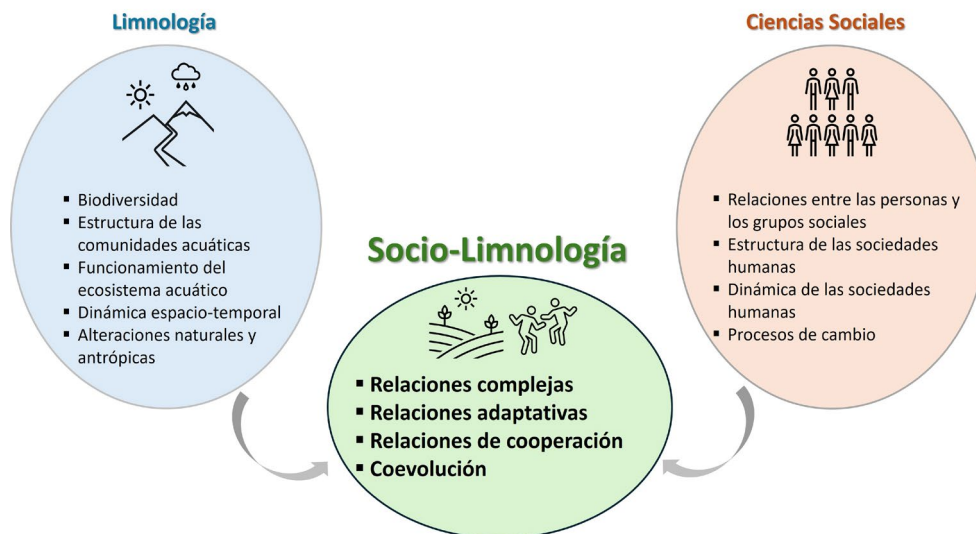 Limnología
▪ Biodiversidad
▪ Estructura de las
comunidades acuáticas
▪ Funcionamiento del
ecosistema acuático
▪ Dinámica espacio-temporal
▪ Alteraciones naturales y
antrópicas
Socio-Limnología
▪ Relaciones complejas
▪ Relaciones adaptativas
▪ Relaciones de cooperación
▪ Coevolución
Ciencias Sociales
▪ Relaciones entre las personas y
los grupos sociales
▪ Estructura de las sociedades
humanas
▪ Dinámica de las sociedades
humanas
▪ Procesos de cambio